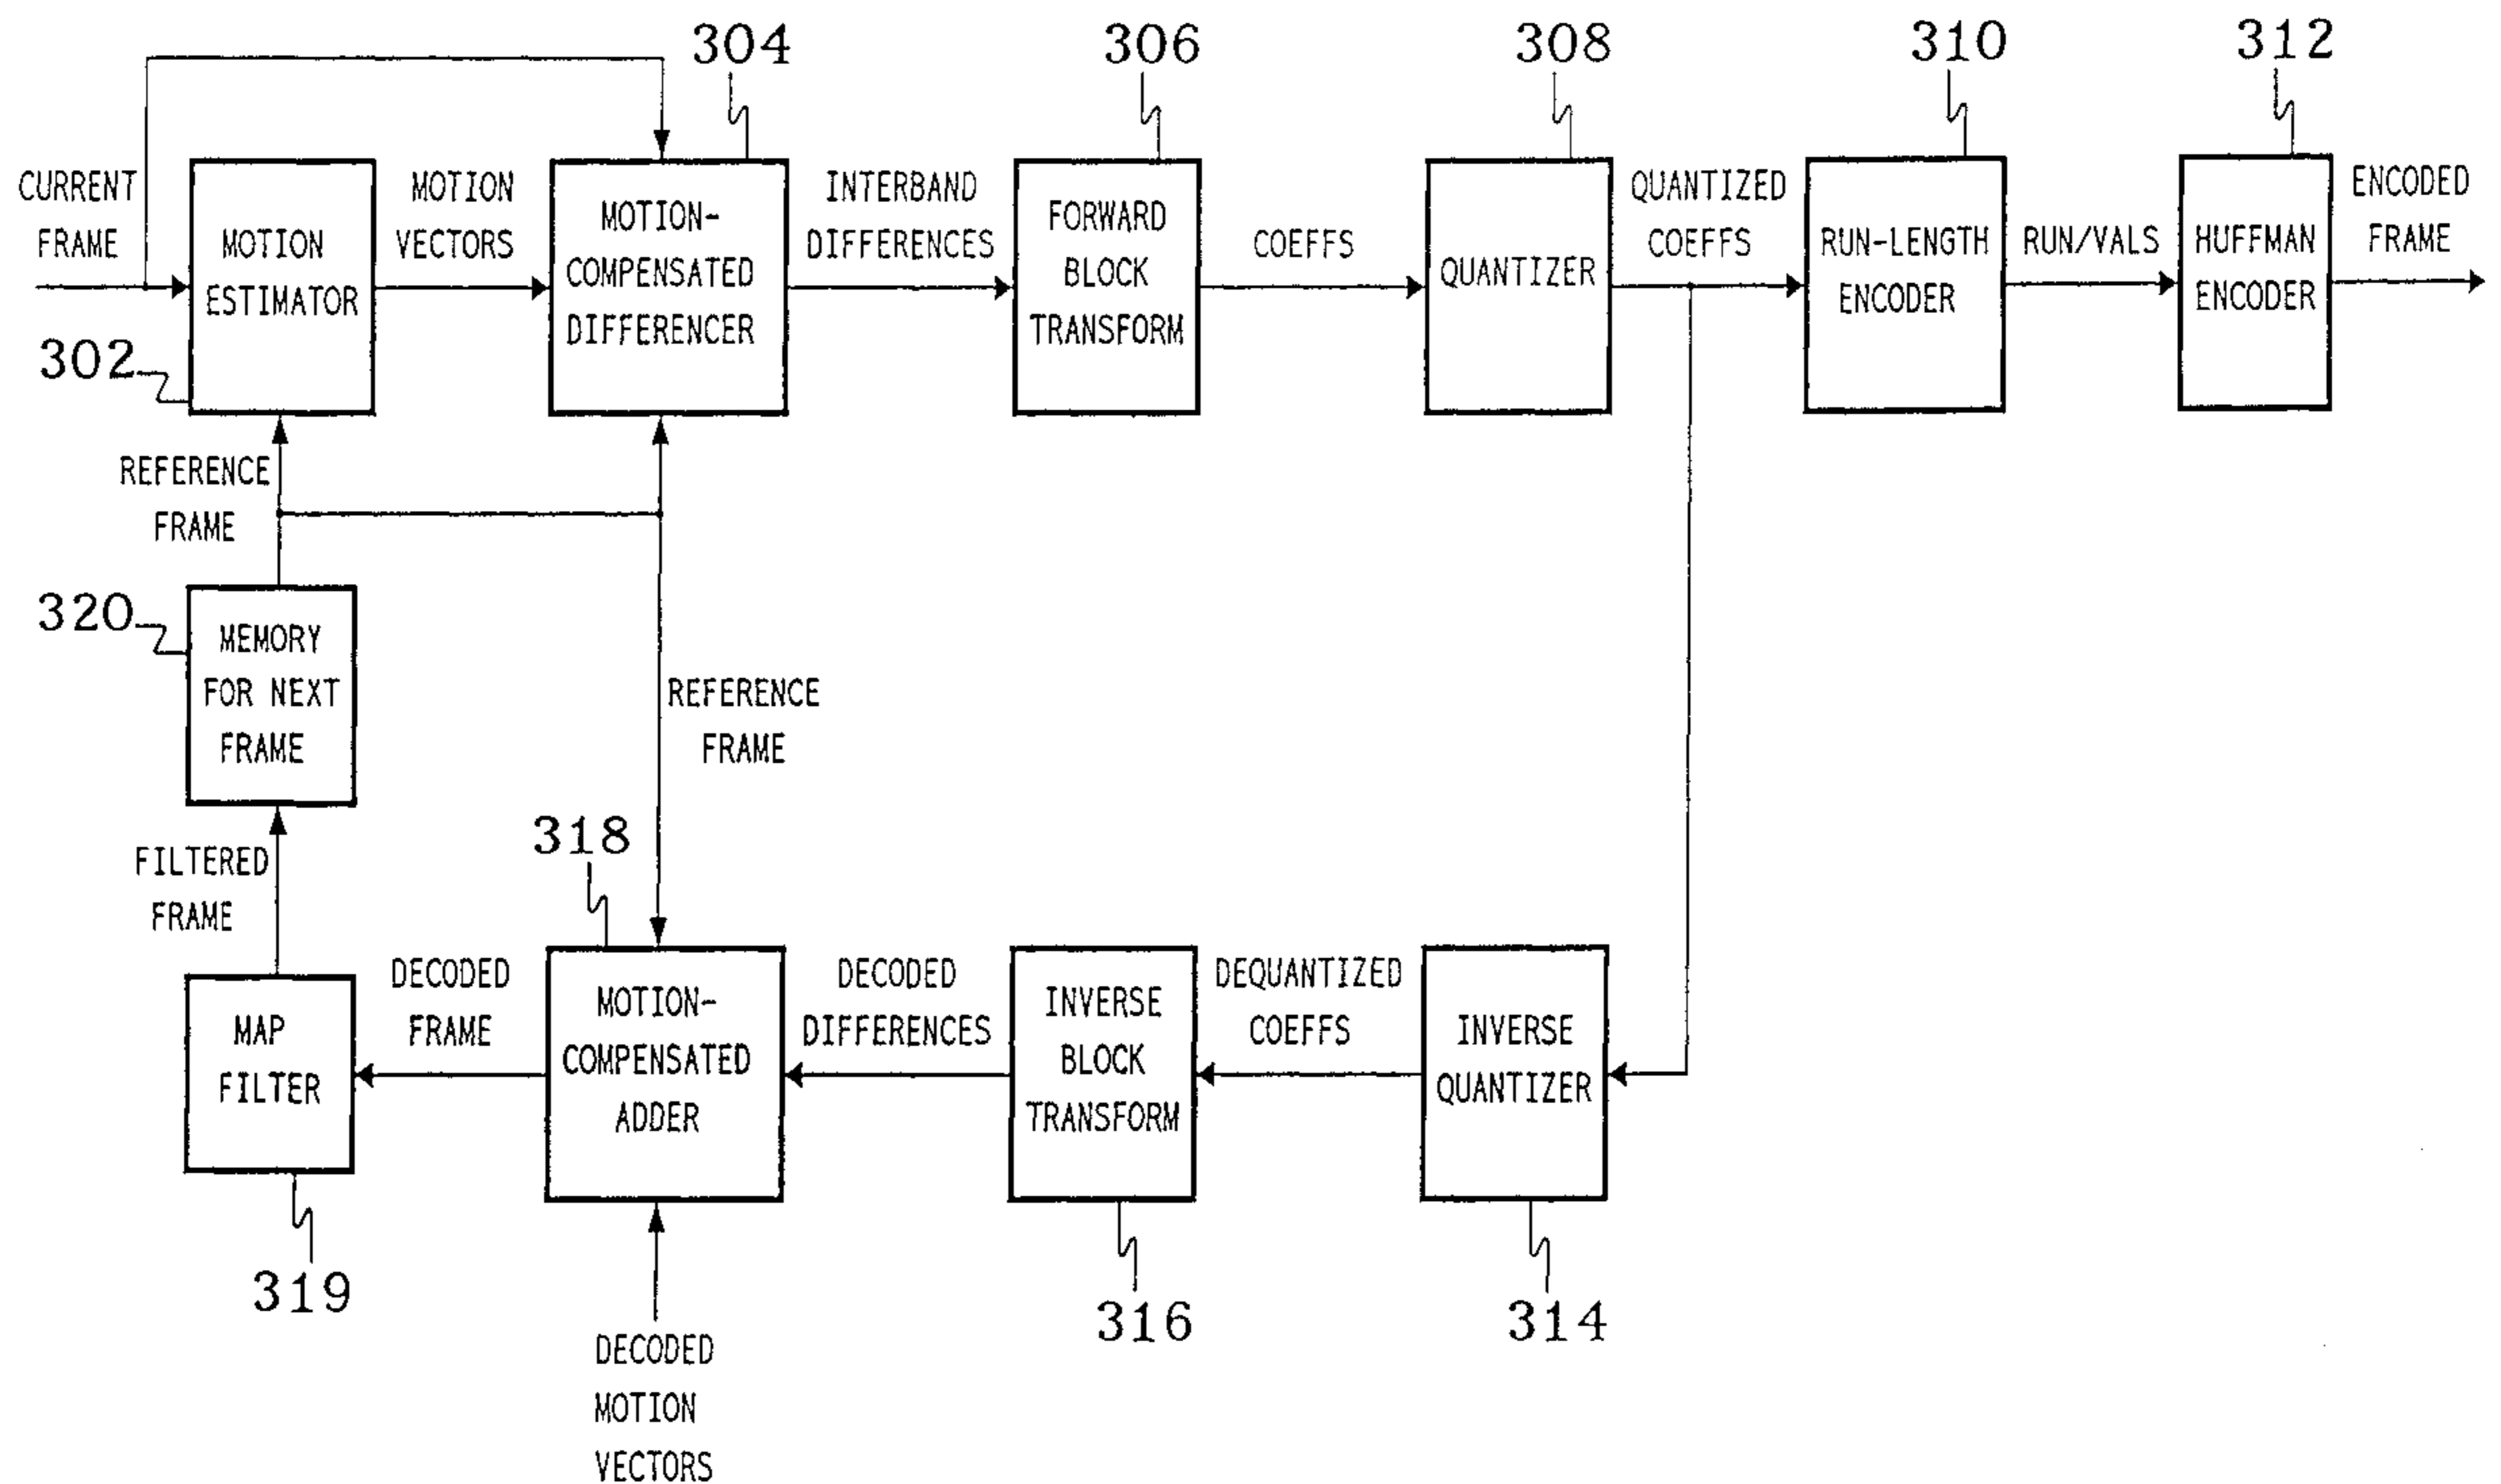 304
306
308
310
312
CURRENT
FRAME
MOTION
ESTIMATOR
302
MOTION
VECTORS
MOTION-
COMPENSATED
DIFFERENCER
INTERBAND
DIFFERENCES
FORWARD
BLOCK
TRANSFORM
COEFFS
QUANTIZER
QUANTIZED
COEFFS
RUN-LENGTH
ENCODER
RUN/VALS
HUFFMAN
ENCODER
ENCODED
FRAME
REFERENCE
FRAME
320
MEMORY
FOR NEXT
FRAME
REFERENCE
FRAME
FILTERED
FRAME
318
MAP
FILTER
319
DECODED
FRAME
MOTION-
COMPENSATED
ADDER
DECODED
DIFFERENCES
INVERSE
BLOCK
TRANSFORM
DEQUANTIZED
COEFFS
INVERSE
QUANTIZER
316
314
DECODED
MOTION
VECTORS